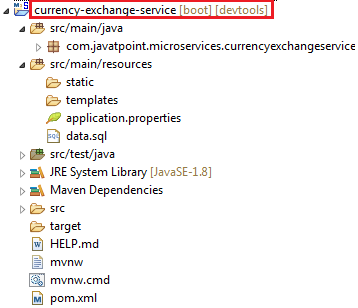 currency-exchange-service [boot] [devtools]
src/main/java
com.javatpoint.microservices.currencyexchangeservice
src/main/resources
static
templates
application.properties
data.sql
src/test/java
JRE System Library [JavaSE-1.8]
Maven Dependencies
src
target
HELP.md
mvnw
mvnw.cmd
pom.xml